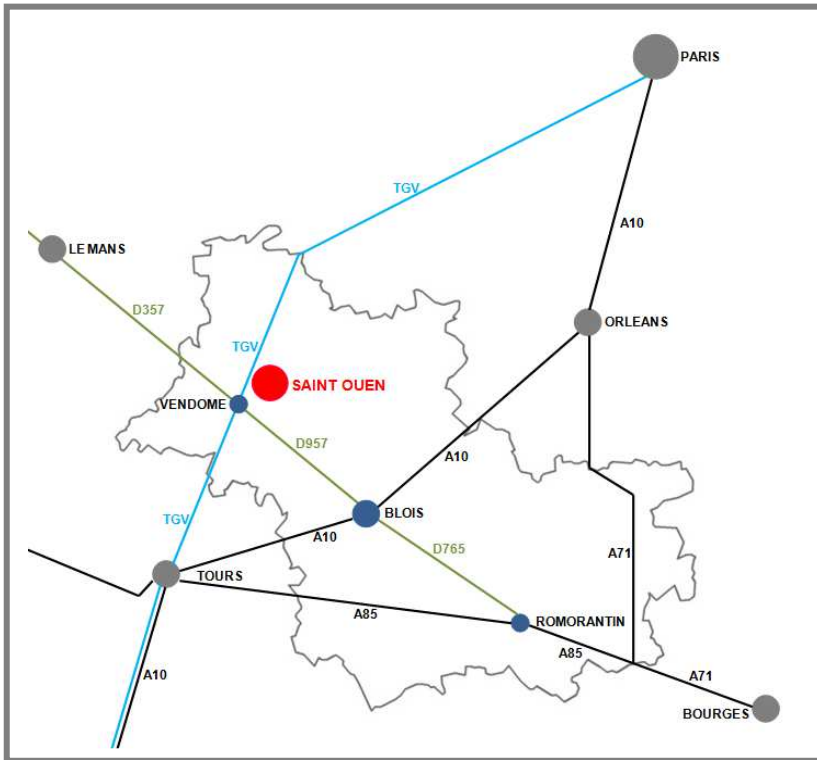 PARIS
TGV
A10
LE MANS
D357
ORLEANS
TGV
SAINT OUEN
VENDOME
D957
A10
BLOIS
TGV
A10
D765
A71
TOURS
A85
ROMORANTIN
A85
A10
A71
BOURGES